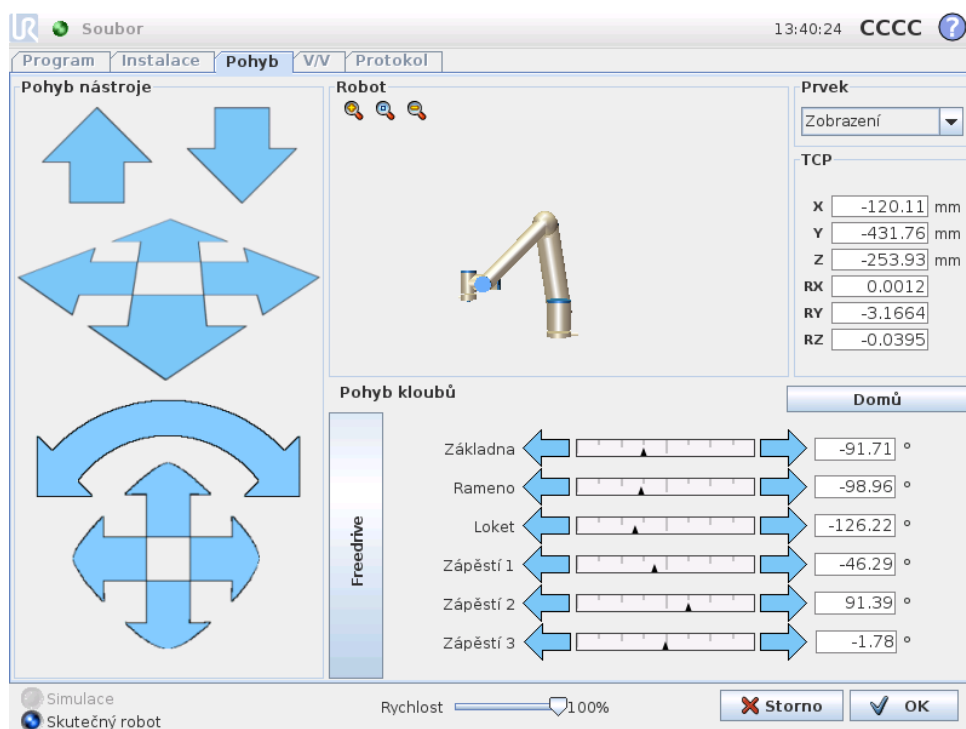 UR Soubor 13:40:24 CCCC ?
Program Instalace Pohyb V/V Protokol
Pohyb nástroje
Robot
Prvek
Zobrazení
TCP
X -120.11 mm
Y -431.76 mm
Z -253.93 mm
RX 0.0012
RY -3.1664
RZ -0.0395
Pohyb kloubů
Domů
Freedrive
Základna -91.71 °
Rameno -98.96 °
Loket -126.22 °
Zápěstí 1 -46.29 °
Zápěstí 2 91.39 °
Zápěstí 3 -1.78 °
Simulace
Skutečný robot
Rychlost 100%
Storno
OK